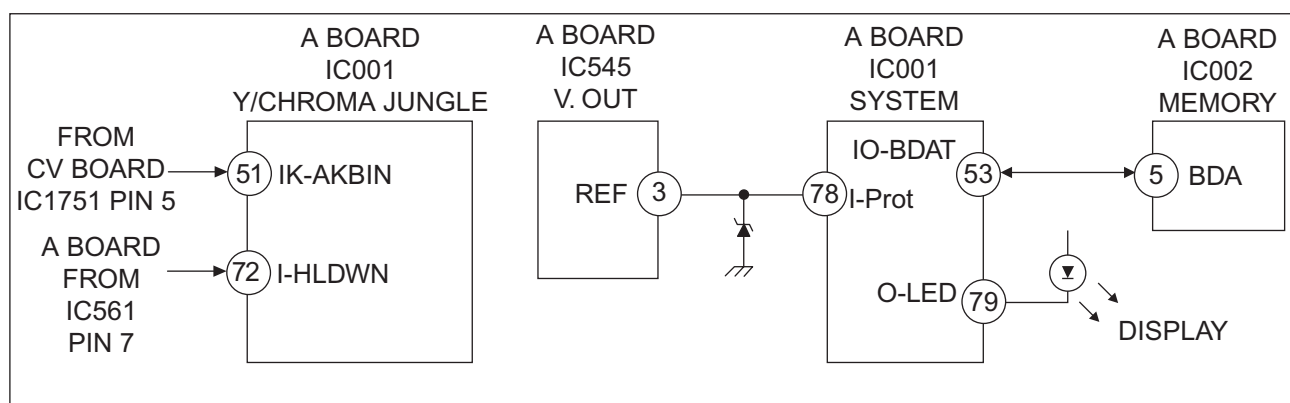 A BOARD
IC001
Y/CHROMA JUNGLE
FROM
CV BOARD
IC1751 PIN 5
51 IK-AKBIN
A BOARD
FROM
IC561
PIN 7
72 I-HLDWN
A BOARD
IC545
V. OUT
REF 3
A BOARD
IC001
SYSTEM
IO-BDAT 53
78 I-Prot
O-LED 79
A BOARD
IC002
MEMORY
5 BDA
DISPLAY